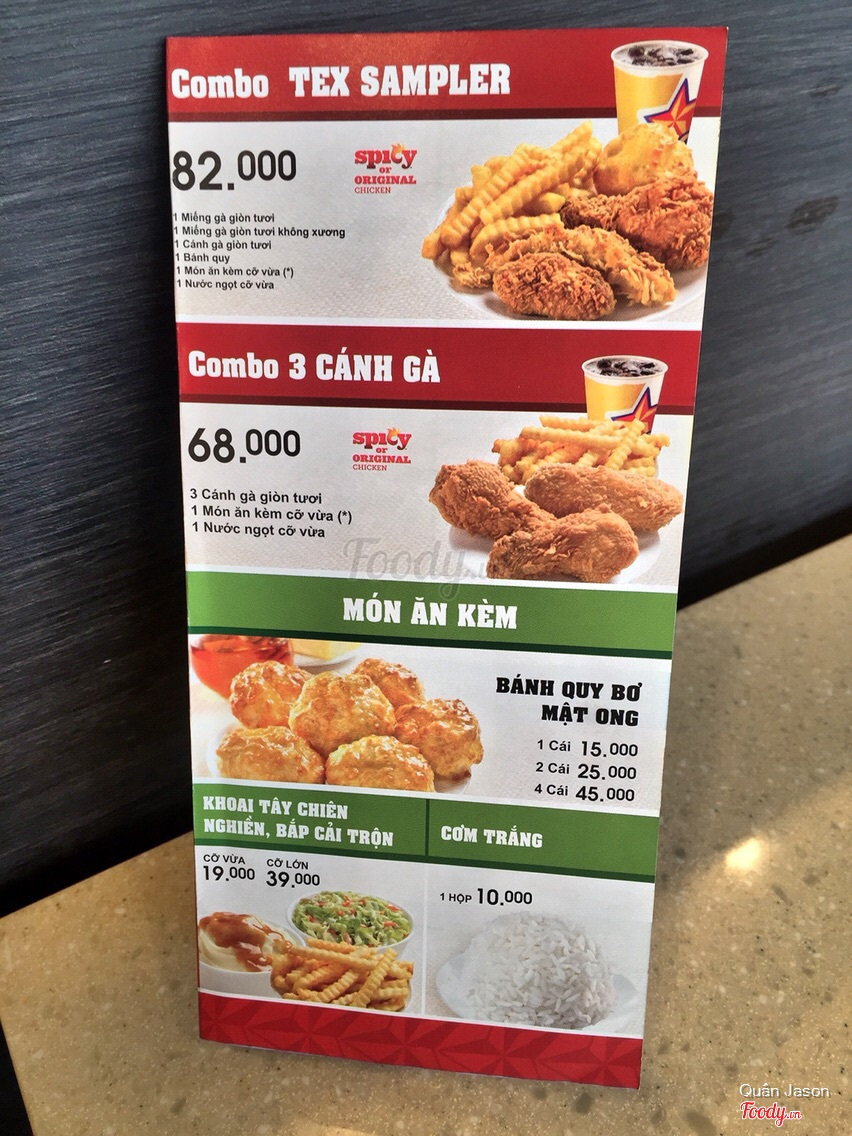 Combo TEX SAMPLER
82.000
spicy
or
ORIGINAL
CHICKEN
1 Miếng gà giòn tươi
1 Miếng gà giòn tươi không xương
1 Cánh gà giòn tươi
1 Bánh quy
1 Món ăn kèm cỡ vừa (*)
1 Nước ngọt cỡ vừa
Combo 3 CÁNH GÀ
68.000
spicy
or
ORIGINAL
CHICKEN
3 Cánh gà giòn tươi
1 Món ăn kèm cỡ vừa (*)
1 Nước ngọt cỡ vừa
Foody.vn
MÓN ĂN KÈM
BÁNH QUY BƠ
MẬT ONG
1 Cái 15.000
2 Cái 25.000
4 Cái 45.000
KHOAI TÂY CHIÊN
NGHIỀN, BẮP CẢI TRỘN
CỠ VỪA CỠ LỚN
19.000 39.000
CƠM TRẮNG
1 HỘP 10.000
Quân Jason
Foody.vn